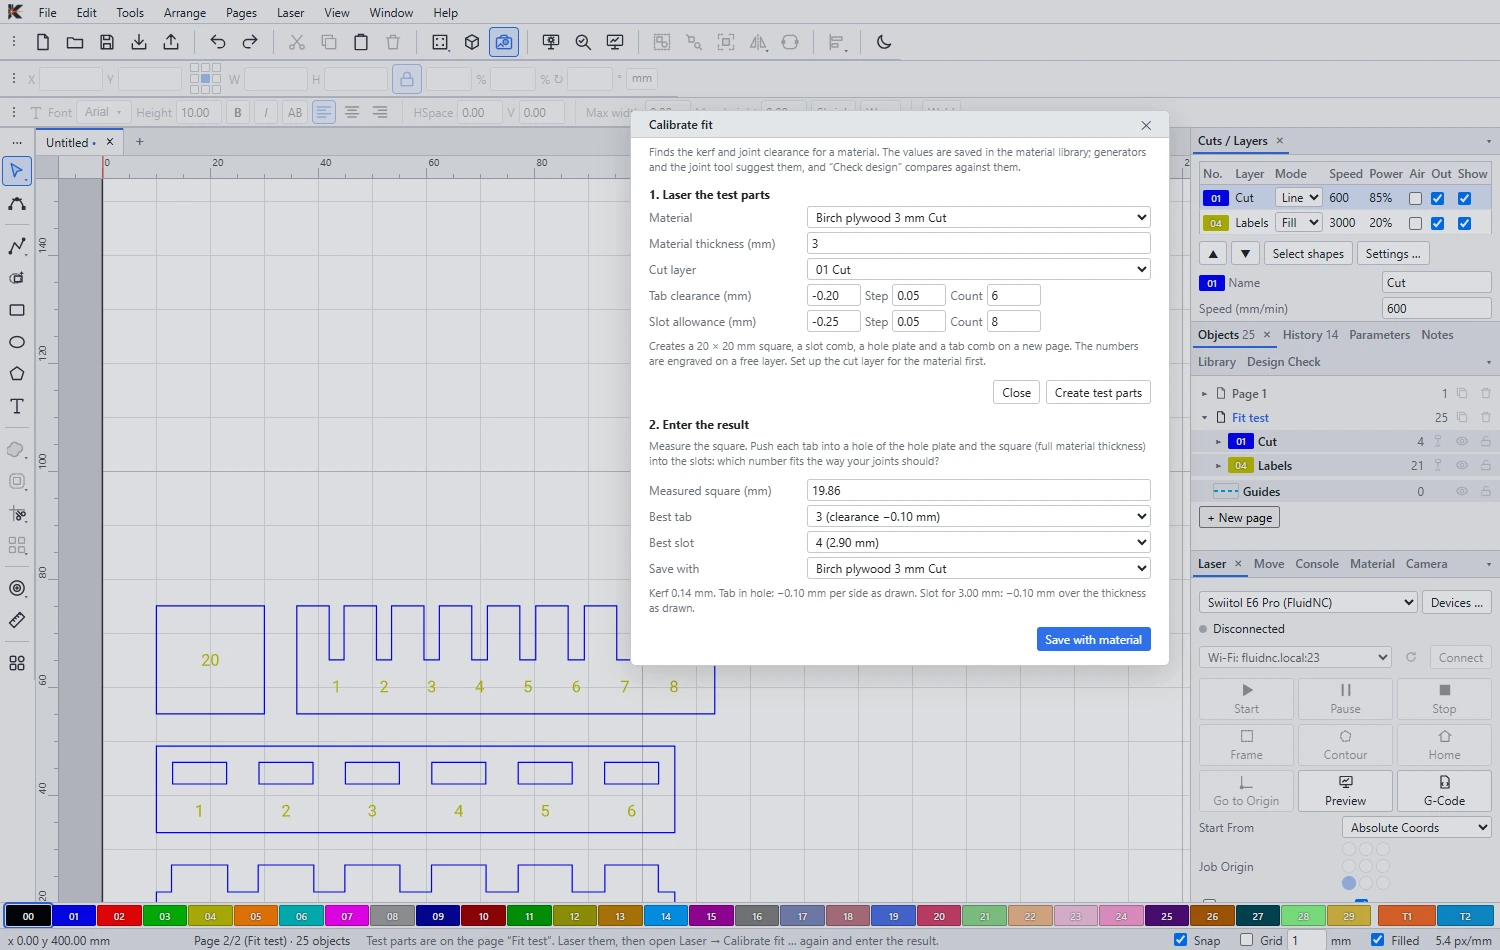 File Edit Tools Arrange Pages Laser View Window Help
X Y W H % % ° mm
Font Arial Height 10.00 B I AB HSpace 0.00 V 0.00 Max width
Untitled • × +
0 20 40 60 80
140
120
100
80
60
40
20
Calibrate fit
Finds the kerf and joint clearance for a material. The values are saved in the material library; generators
and the joint tool suggest them, and “Check design” compares against them.
1. Laser the test parts
Material Birch plywood 3 mm Cut
Material thickness (mm) 3
Cut layer 01 Cut
Tab clearance (mm) -0.20 Step 0.05 Count 6
Slot allowance (mm) -0.25 Step 0.05 Count 8
Creates a 20 × 20 mm square, a slot comb, a hole plate and a tab comb on a new page. The numbers
are engraved on a free layer. Set up the cut layer for the material first.
Close Create test parts
2. Enter the result
Measure the square. Push each tab into a hole of the hole plate and the square (full material thickness)
into the slots: which number fits the way your joints should?
Measured square (mm) 19.86
Best tab 3 (clearance −0.10 mm)
Best slot 4 (2.90 mm)
Save with Birch plywood 3 mm Cut
Kerf 0.14 mm. Tab in hole: −0.10 mm per side as drawn. Slot for 3.00 mm: −0.10 mm over the thickness
as drawn.
Save with material
20
1 2 3 4 5 6 7 8
1 2 3 4 5 6
Cuts / Layers ×
No. Layer Mode Speed Power Air Out Show
01 Cut Line 600 85%
04 Labels Fill 3000 20%
▲ ▼ Select shapes Settings ...
01 Name Cut
Speed (mm/min) 600
Objects 25 × History 14 Parameters Notes
Library Design Check
Page 1 1
Fit test 25
01 Cut 4
04 Labels 21
Guides 0
+ New page
Laser × Move Console Material Camera
Swiitol E6 Pro (FluidNC) Devices ...
Disconnected
Wi-Fi: fluidnc.local:23 Connect
Start Pause Stop
Frame Contour Home
Go to Origin Preview G-Code
Start From Absolute Coords
Job Origin
00 01 02 03 04 05 06 07 08 09 10 11 12 13 14 15 16 17 18 19 20 21 22 23 24 25 26 27 28 29 T1 T2
x 0.00 y 400.00 mm Page 2/2 (Fit test) · 25 objects Test parts are on the page “Fit test”. Laser them, then open Laser → Calibrate fit ... again and enter the result. Snap Grid 1 mm Filled 5.4 px/mm